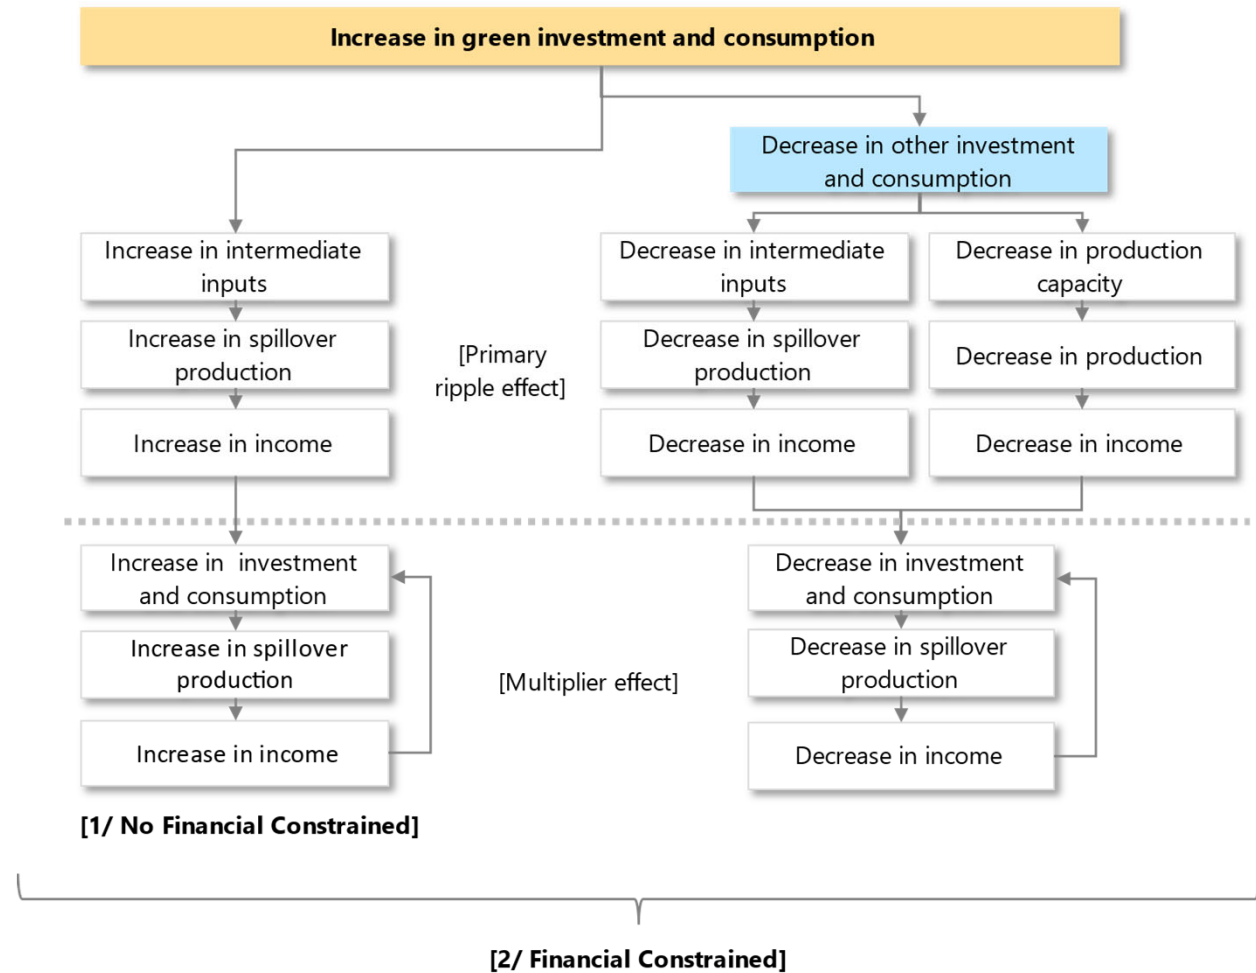 Increase in green investment and consumption
Decrease in other investment
and consumption
Increase in intermediate
inputs
Decrease in intermediate
inputs
Decrease in production
capacity
Increase in spillover
production
[Primary
ripple effect]
Decrease in spillover
production
Decrease in production
Increase in income
Decrease in income
Decrease in income
Increase in  investment
and consumption
Decrease in investment
and consumption
Increase in spillover
production
[Multiplier effect]
Decrease in spillover
production
Increase in income
Decrease in income
[1/ No Financial Constrained]
[2/ Financial Constrained]